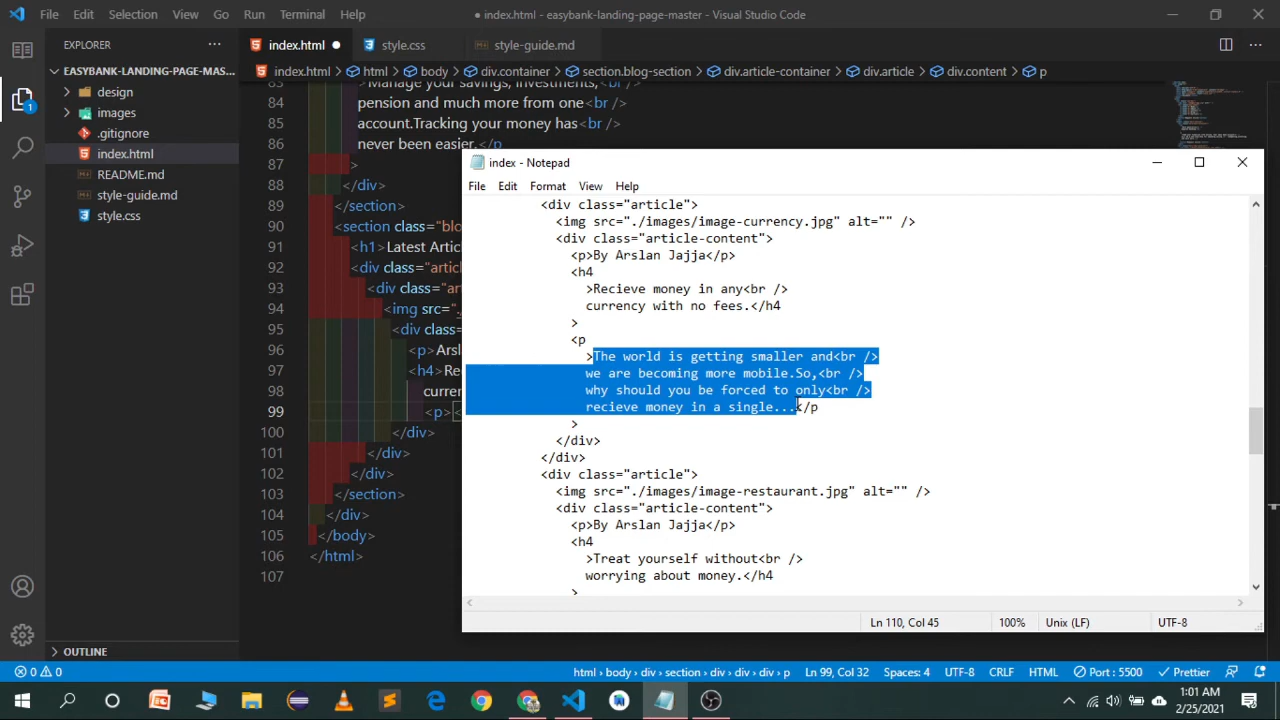 File Edit Selection View Go Run Terminal Help
● index.html - easybank-landing-page-master - Visual Studio Code
EXPLORER
index.html
style.css
style-guide.md
EASYBANK-LANDING-PAGE-MAS...
index.html > html > body > div.container > section.blog-section > div.article-container > div.article > div.content > p
design
images
.gitignore
index.html
README.md
style-guide.md
style.css
83 >Manage your savings, investments,<br />
84 pension and much more from one<br />
85 account.Tracking your money has<br />
86 never been easier.</p
87 >
88 </div>
89 </section>
90 <section class="blo
91 <h1>Latest Artic
92 <div class="artic
93 <div class="ar
94 <img src=".
95 <div class=
96 <p>Ars
97 <h4>Re
98 curre
99 <p><
100 </div>
101 </div>
102 </div>
103 </section>
104 </div>
105 </body>
106 </html>
107
index - Notepad
File Edit Format View Help
<div class="article">
<img src="./images/image-currency.jpg" alt="" />
<div class="article-content">
<p>By Arslan Jajja</p>
<h4
>Recieve money in any<br />
currency with no fees.</h4
>
<p
>The world is getting smaller and<br />
we are becoming more mobile.So,<br />
why should you be forced to only<br />
recieve money in a single...</p
>
</div>
</div>
<div class="article">
<img src="./images/image-restaurant.jpg" alt="" />
<div class="article-content">
<p>By Arslan Jajja</p>
<h4
>Treat yourself without<br />
worrying about money.</h4
>
Ln 110, Col 45 100% Unix (LF) UTF-8
OUTLINE
0 0 html > body > div > section > div > div > div > p Ln 99, Col 32 Spaces: 4 UTF-8 CRLF HTML Port : 5500 Prettier
1:01 AM
2/25/2021